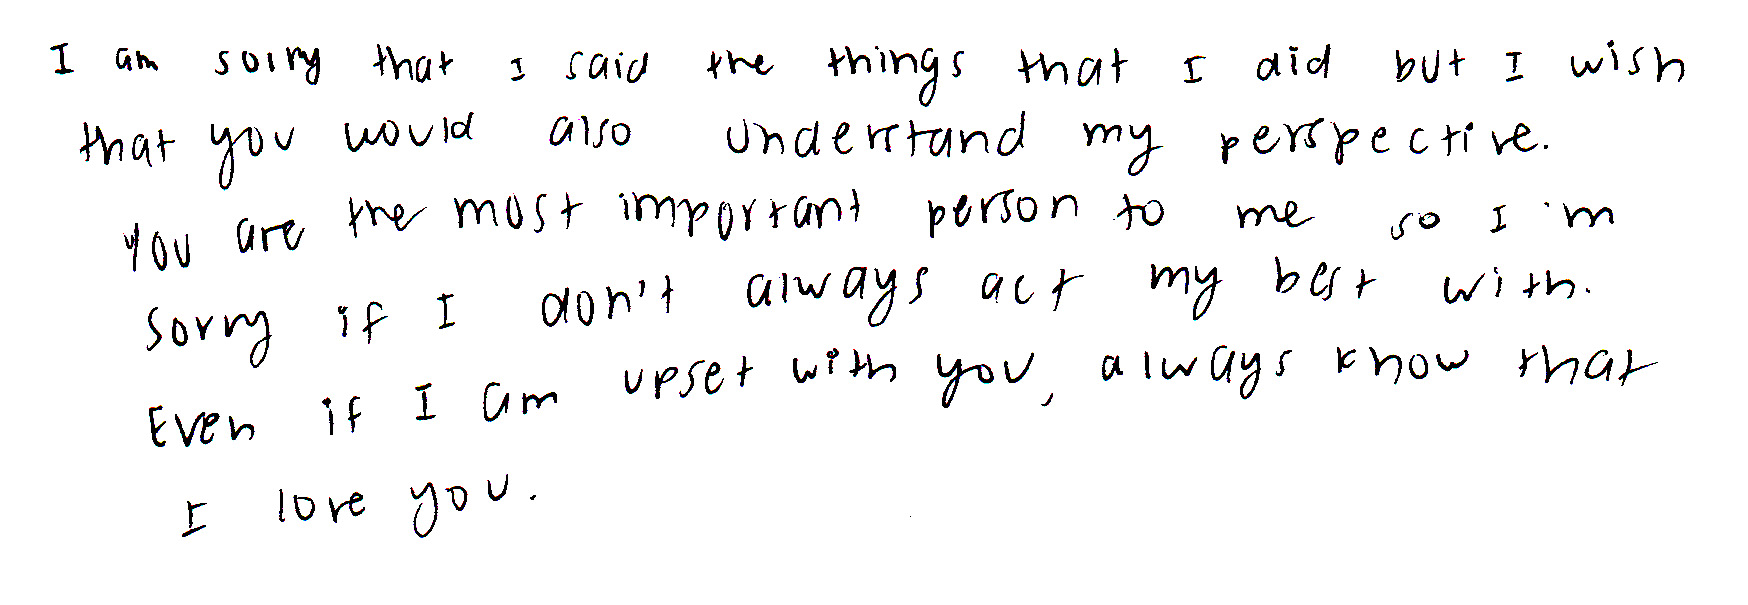 I am sorry that I said the things that I did but I wish
that you would also understand my perspective.
You are the most important person to me so I'm
sorry if I don't always act my best with.
Even if I am upset with you, always know that
I love you.